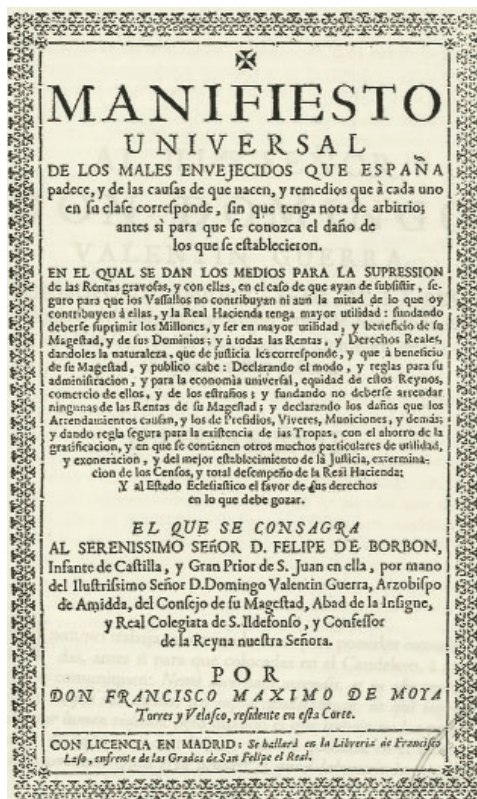 ✠
MANIFIESTO
UNIVERSAL
DE LOS MALES ENVEJECIDOS QUE ESPAÑA
padece, y de las causas de que nacen, y remedios que à cada uno
en su clase corresponde, sin que tenga nota de arbitrio;
antes sì para que se conozca el daño de
los que se establecieron.
EN EL QUAL SE DAN LOS MEDIOS PARA LA SUPRESSION
de las Rentas gravosas, y con ellas, en el caso de que ayan de subsistir, se-
guro para que los Vassallos no contribuyan ni aun la mitad de lo que oy
contribuyen à ellas, y la Real Hacienda tenga mayor utilidad: fundando
deberse suprimir los Millones, y ser en mayor utilidad, y beneficio de su
Magestad, y de sus Dominios; y à todas las Rentas, y Derechos Reales,
dandoles la naturaleza, que de justicia les corresponde, y que à beneficio
de su Magestad, y publico cabe: Declarando el modo, y reglas para su
administracion, y para la economìa universal, equidad de estos Reynos,
comercio de ellos, y de los estraños; y fundando no deberse arrendar
ningunas de las Rentas de su Magestad; y declarando los daños que los
Arrendamientos causan, y los de Presidios, Viveres, Municiones, y demás;
y dando regla segura para la existencia de las Tropas, con el ahorro de la
gratificacion, y en que se contienen otros muchos particulares de utilidad,
y exoneracion, y del mejor establecimiento de la Justicia, extermina-
cion de los Censos, y total desempeño de la Real Hacienda;
Y al Estado Eclesiastico el favor de sus derechos
en lo que debe gozar.
EL QUE SE CONSAGRA
AL SERENISSIMO SEÑOR D. FELIPE DE BORBON,
Infante de Castilla, y Gran Prior de S. Juan en ella, por mano
del Ilustrissimo Señor D. Domingo Valentin Guerra, Arzobispo
de Amidda, del Consejo de su Magestad, Abad de la Insigne,
y Real Colegiata de S. Ildefonso, y Confessor
de la Reyna nuestra Señora.
POR
DON FRANCISCO MAXIMO DE MOYA
Torres y Velasco, residente en esta Corte.
CON LICENCIA EN MADRID: Se hallarà en la Libreria de Francisco
Laso, enfrente de las Gradas de San Felipe el Real.